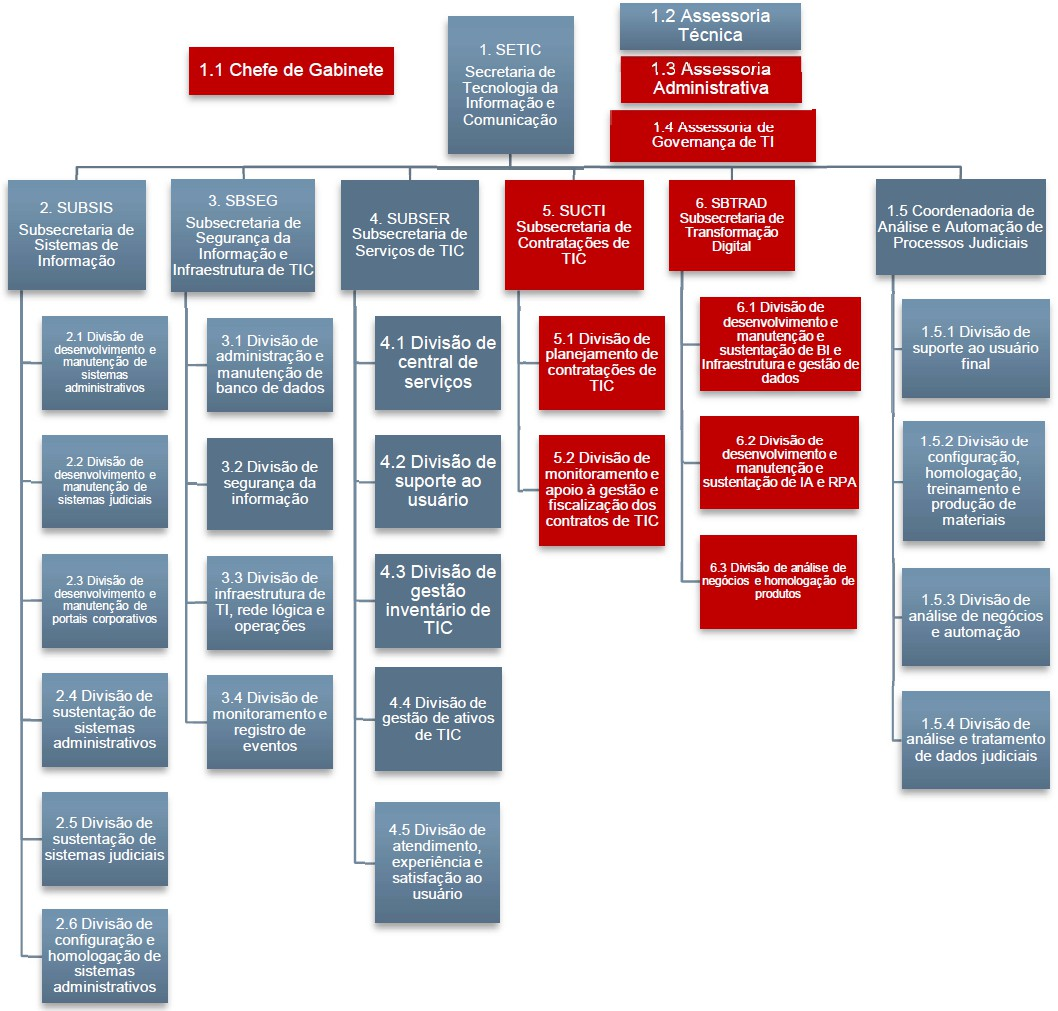 1.1 Chefe de Gabinete
1. SETIC
Secretaria de
Tecnologia da
Informação e
Comunicação
1.2 Assessoria
Técnica
1.3 Assessoria
Administrativa
1.4 Assessoria de
Governança de TI
2. SUBSIS
Subsecretaria de
Sistemas de
Informação
2.1 Divisão de
desenvolvimento e
manutenção de
sistemas
administrativos
2.2 Divisão de
desenvolvimento e
manutenção de
sistemas judiciais
2.3 Divisão de
desenvolvimento e
manutenção de
portais corporativos
2.4 Divisão de
sustentação de
sistemas
administrativos
2.5 Divisão de
sustentação de
sistemas judiciais
2.6 Divisão de
configuração e
homologação de
sistemas
administrativos
3. SBSEG
Subsecretaria de
Segurança da
Informação e
Infraestrutura de TIC
3.1 Divisão de
administração e
manutenção de
banco de dados
3.2 Divisão de
segurança da
informação
3.3 Divisão de
infraestrutura de
TI, rede lógica e
operações
3.4 Divisão de
monitoramento e
registro de
eventos
4. SUBSER
Subsecretaria de
Serviços de TIC
4.1 Divisão de
central de
serviços
4.2 Divisão de
suporte ao
usuário
4.3 Divisão de
gestão
inventário de
TIC
4.4 Divisão de
gestão de ativos
de TIC
4.5 Divisão de
atendimento,
experiência e
satisfação ao
usuário
5. SUCTI
Subsecretaria de
Contratações de
TIC
5.1 Divisão de
planejamento de
contratações de
TIC
5.2 Divisão de
monitoramento e
apoio à gestão e
fiscalização dos
contratos de TIC
6. SBTRAD
Subsecretaria de
Transformação
Digital
6.1 Divisão de
desenvolvimento e
manutenção e
sustentação de BI e
Infraestrutura e gestão de
dados
6.2 Divisão de
desenvolvimento e
manutenção e
sustentação de IA e RPA
6.3 Divisão de análise de
negócios e homologação de
produtos
1.5 Coordenadoria de
Análise e Automação de
Processos Judiciais
1.5.1 Divisão de
suporte ao usuário
final
1.5.2 Divisão de
configuração,
homologação,
treinamento e
produção de
materiais
1.5.3 Divisão de
análise de negócios
e automação
1.5.4 Divisão de
análise e tratamento
de dados judiciais